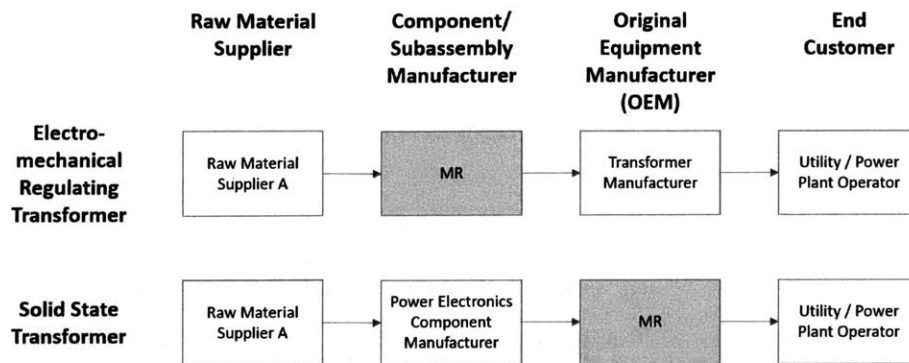 Raw Material
Supplier
Component/
Subassembly
Manufacturer
Original
Equipment
Manufacturer
(OEM)
End
Customer
Electro-
mechanical
Regulating
Transformer
Raw Material
Supplier A
MR
Transformer
Manufacturer
Utility / Power
Plant Operator
Solid State
Transformer
Raw Material
Supplier A
Power Electronics
Component
Manufacturer
MR
Utility / Power
Plant Operator